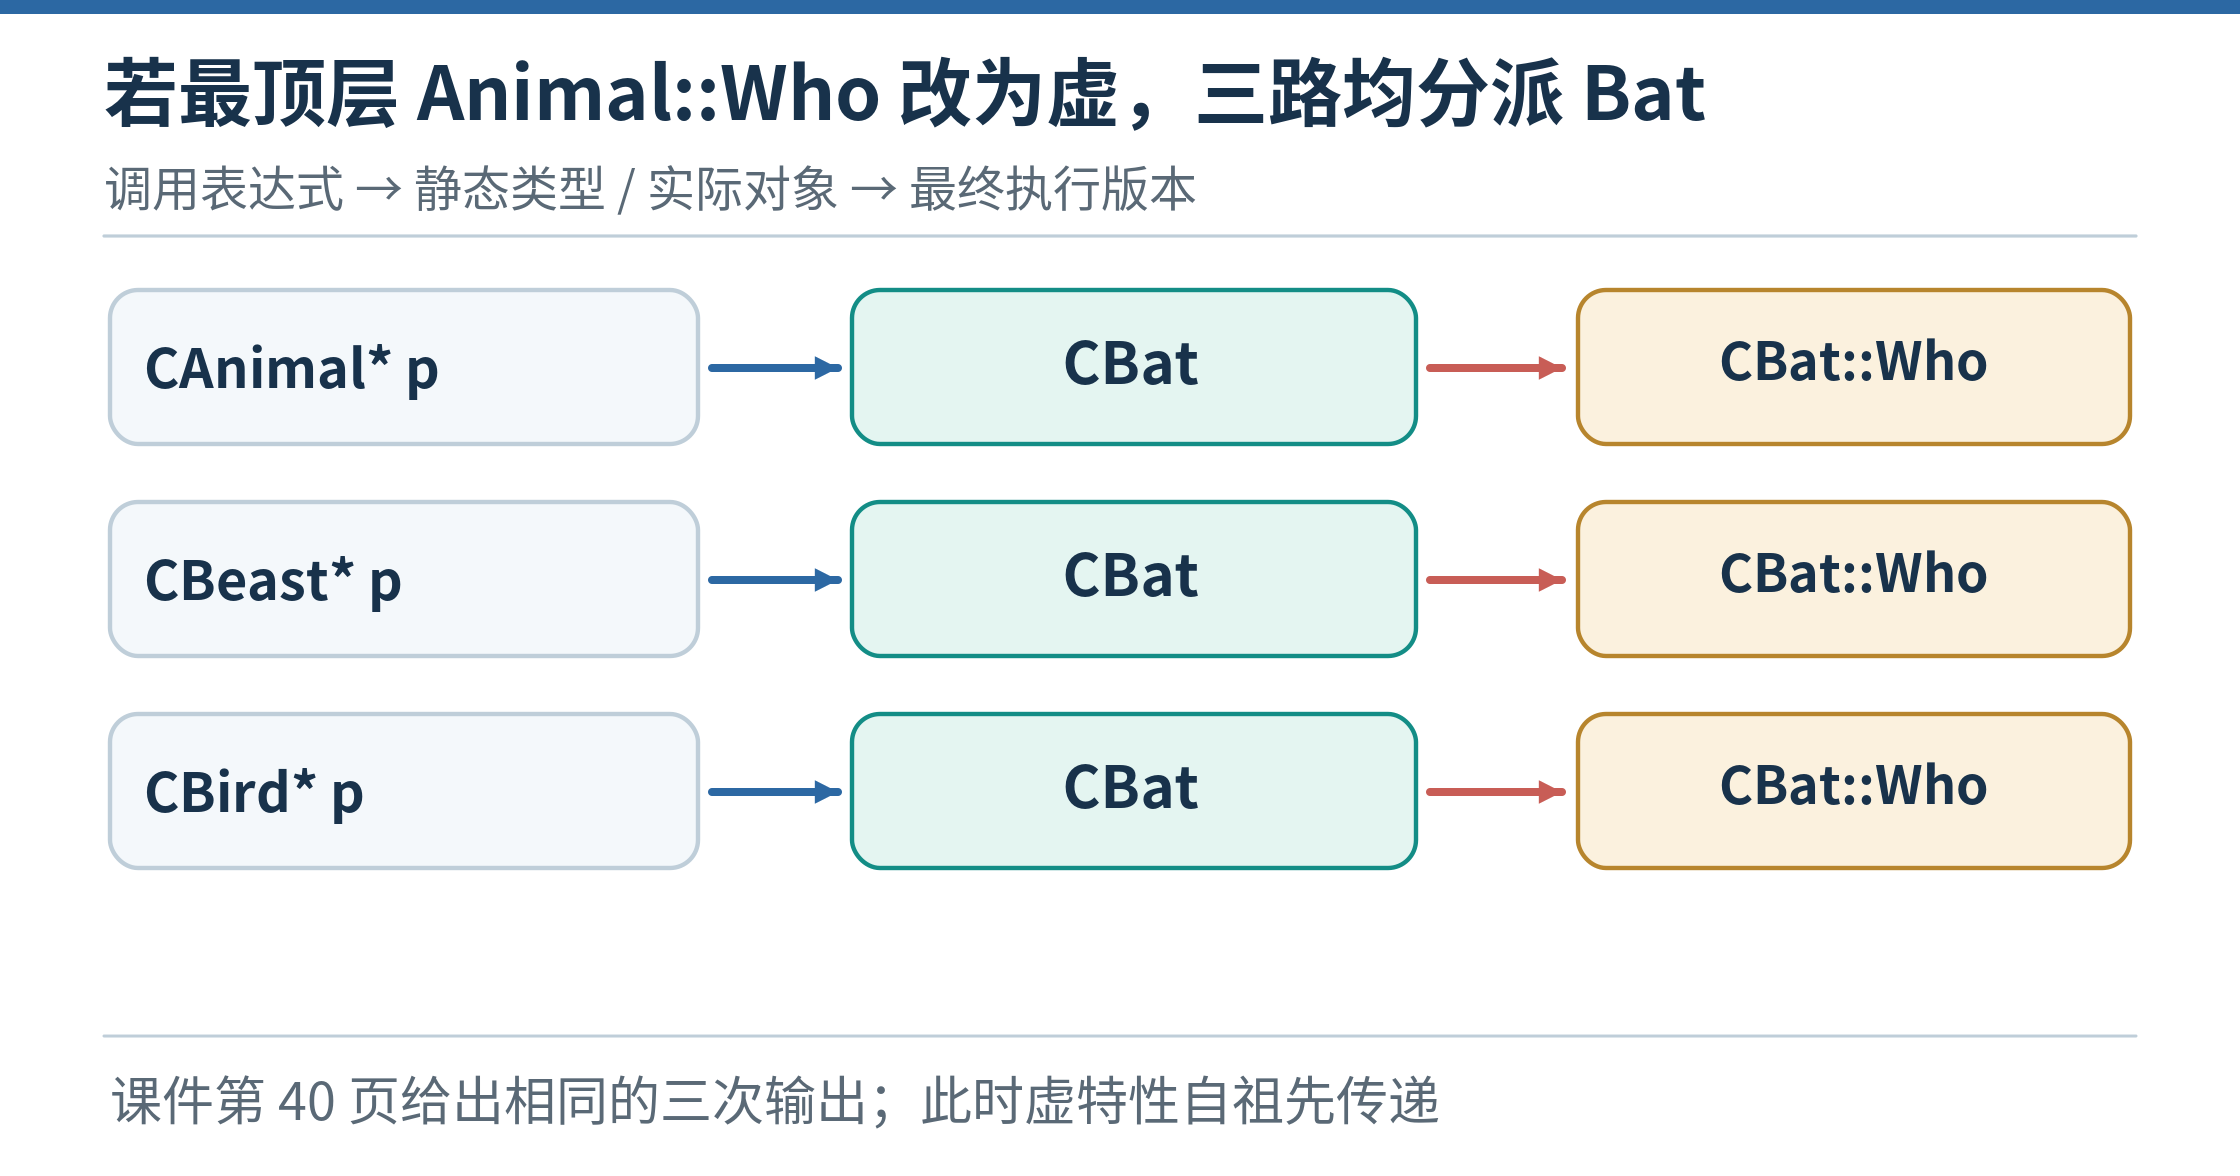 若最顶层 Animal::Who 改为虚，三路均分派 Bat
调用表达式 → 静态类型 / 实际对象 → 最终执行版本
CAnimal* p
CBat
CBat::Who
CBeast* p
CBat
CBat::Who
CBird* p
CBat
CBat::Who
课件第 40 页给出相同的三次输出；此时虚特性自祖先传递